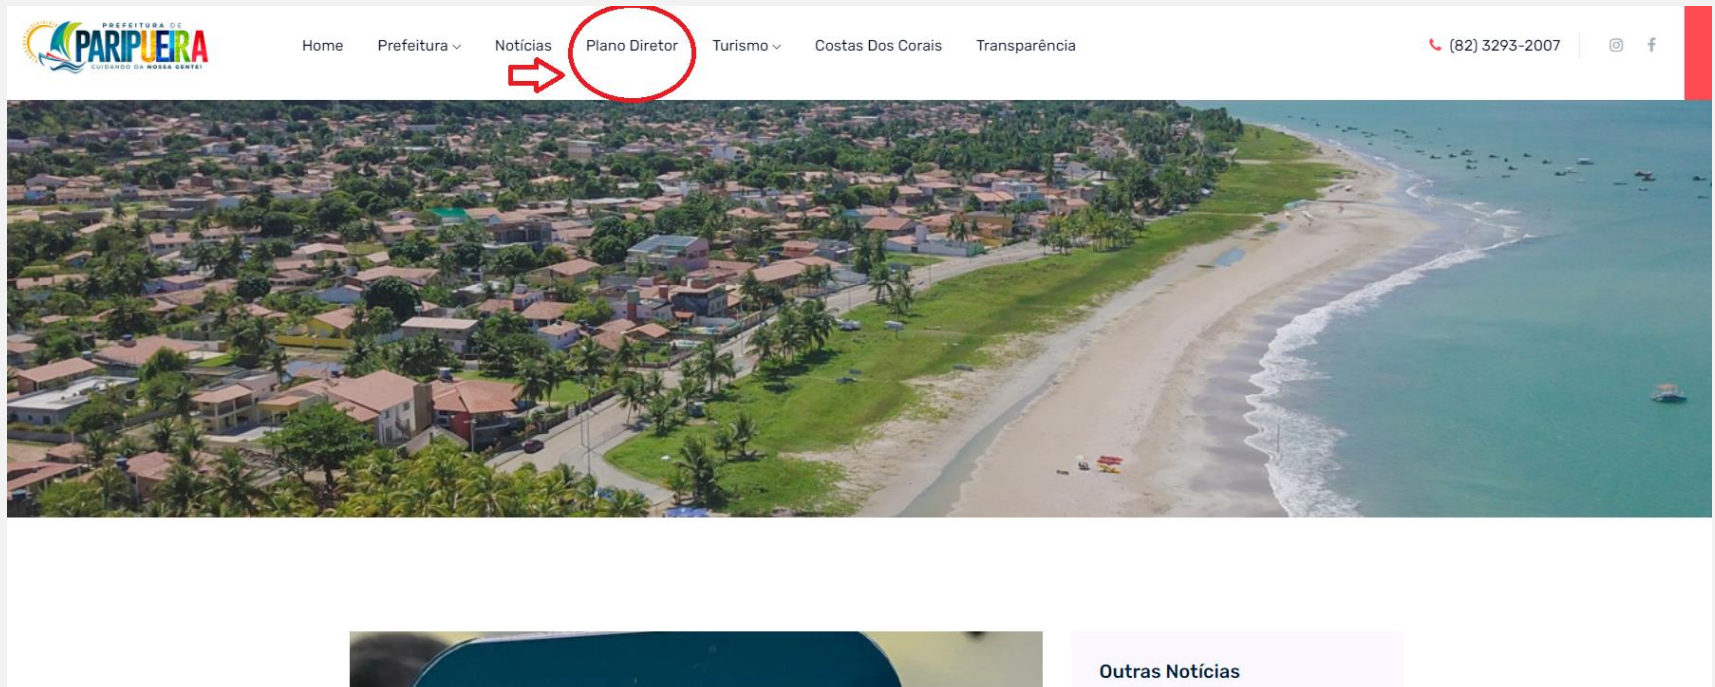 PREFEITURA DE
PARIPUEIRA
CUIDANDO DA NOSSA GENTE!
Home Prefeitura Notícias Plano Diretor Turismo Costas Dos Corais Transparência (82) 3293-2007
Outras Notícias